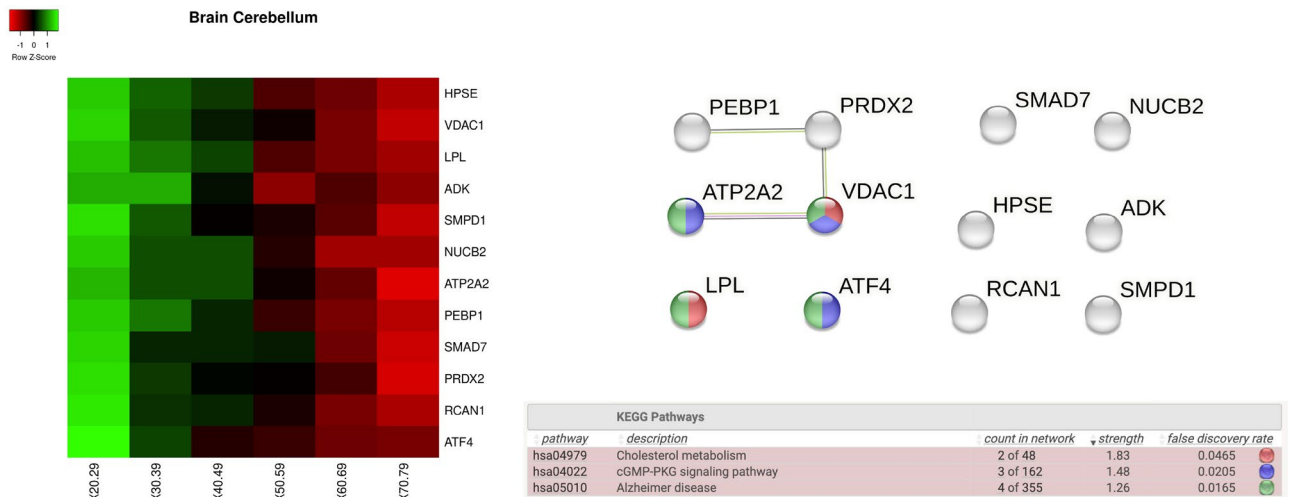 Brain Cerebellum
-1 0 1
Row Z-Score
HPSE
VDAC1
LPL
ADK
SMPD1
NUCB2
ATP2A2
PEBP1
SMAD7
PRDX2
RCAN1
ATF4
(20.29
(30.39
(40.49
(50.59
(60.69
(70.79
PEBP1 PRDX2 SMAD7 NUCB2
ATP2A2 VDAC1 HPSE ADK
LPL ATF4 RCAN1 SMPD1
KEGG Pathways
pathway description count in network strength false discovery rate
hsa04979 Cholesterol metabolism 2 of 48 1.83 0.0465
hsa04022 cGMP-PKG signaling pathway 3 of 162 1.48 0.0205
hsa05010 Alzheimer disease 4 of 355 1.26 0.0165